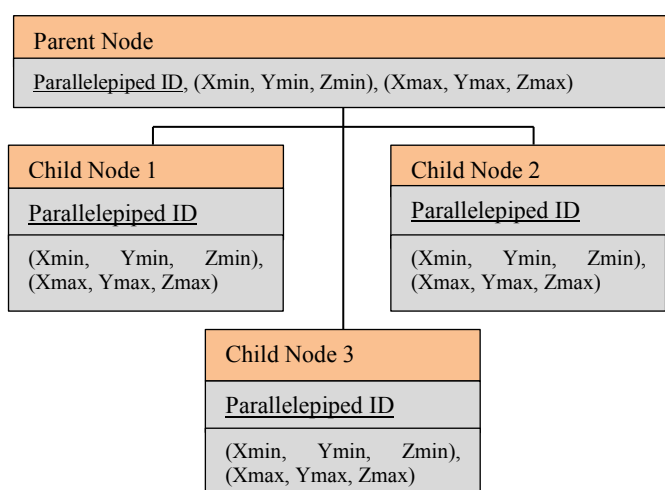 Parent Node
Parallelepiped ID, (Xmin, Ymin, Zmin), (Xmax, Ymax, Zmax)
Child Node 1
Parallelepiped ID
(Xmin, Ymin, Zmin),
(Xmax, Ymax, Zmax)
Child Node 2
Parallelepiped ID
(Xmin, Ymin, Zmin),
(Xmax, Ymax, Zmax)
Child Node 3
Parallelepiped ID
(Xmin, Ymin, Zmin),
(Xmax, Ymax, Zmax)